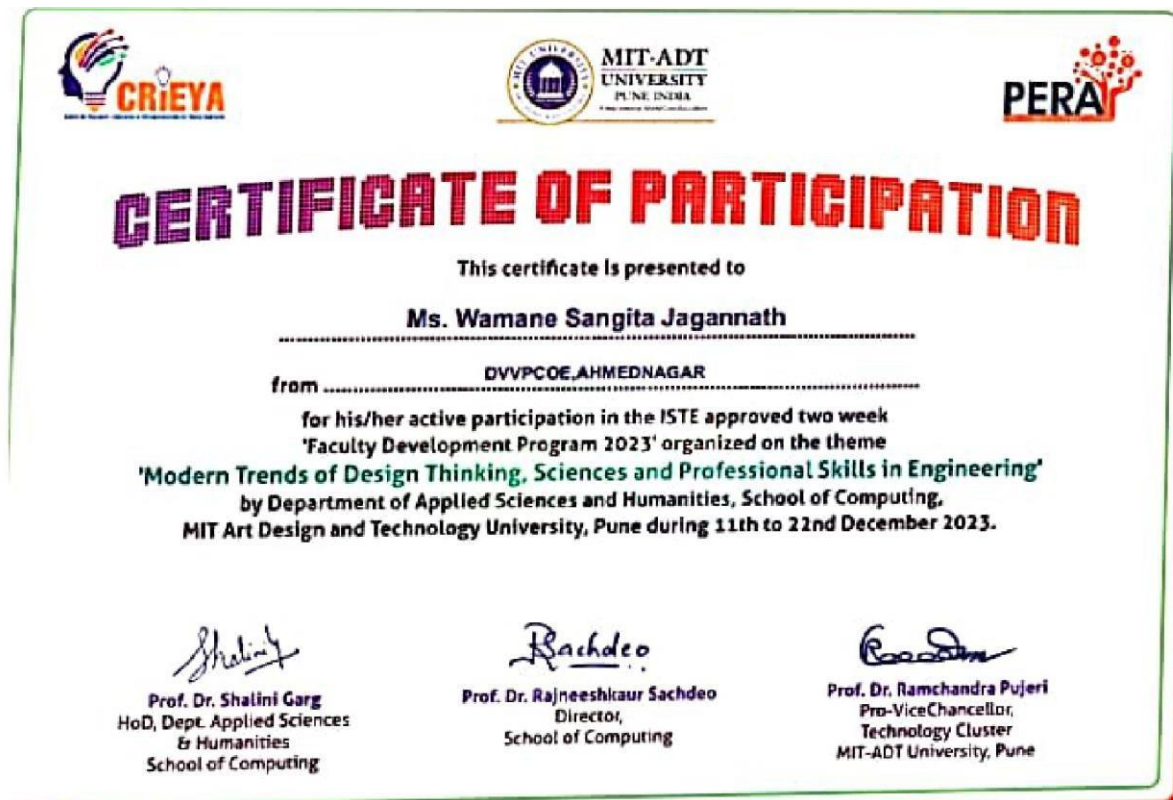 CRiEYA
MIT-ADT
UNIVERSITY
PUNE INDIA
PERA
CERTIFICATE OF PARTICIPATION
This certificate is presented to
Ms. Wamane Sangita Jagannath
from DVVPCOE,AHMEDNAGAR
for his/her active participation in the ISTE approved two week
'Faculty Development Program 2023' organized on the theme
'Modern Trends of Design Thinking, Sciences and Professional Skills in Engineering'
by Department of Applied Sciences and Humanities, School of Computing,
MIT Art Design and Technology University, Pune during 11th to 22nd December 2023.
Shalini
Prof. Dr. Shalini Garg
HoD, Dept. Applied Sciences
& Humanities
School of Computing
RSachdeo
Prof. Dr. Rajneeshkaur Sachdeo
Director,
School of Computing
Prof. Dr. Ramchandra Pujeri
Pro-ViceChancellor,
Technology Cluster
MIT-ADT University, Pune